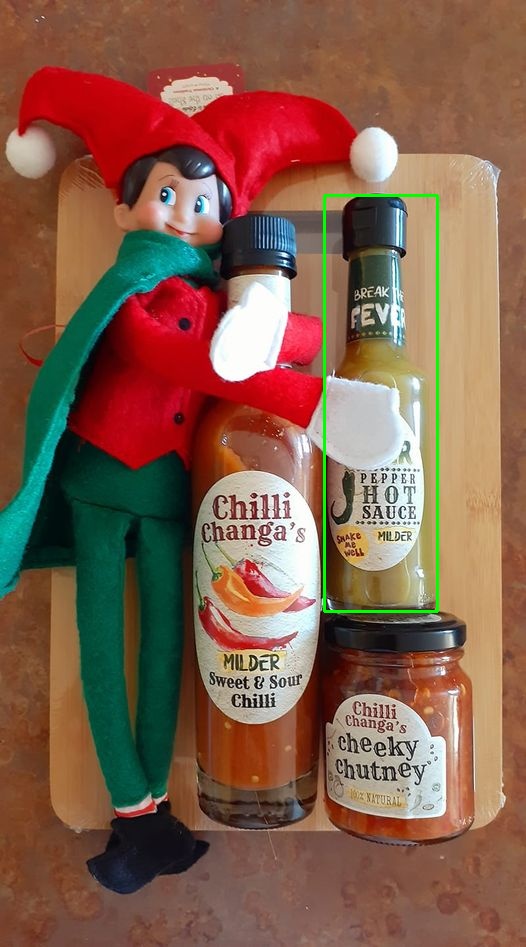 BREAK THE
FEVER
PEPPER
HOT
SAUCE
SHAKE
ME
WELL
MILDER
Chilli
Changa's
MILDER
Sweet & Sour
Chilli
Chilli
Changa's
cheeky
chutney
100% NATURAL